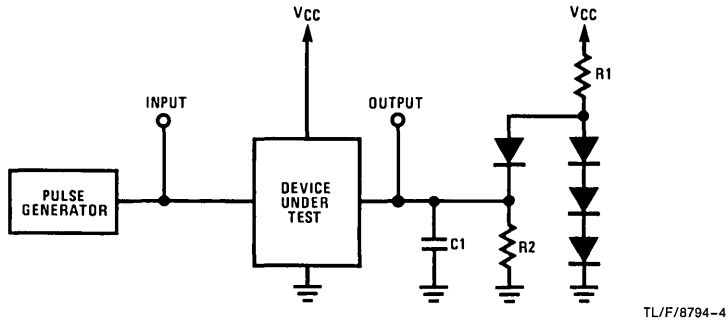 VCC
VCC
R1
INPUT
OUTPUT
PULSE
GENERATOR
DEVICE
UNDER
TEST
C1
R2
TL/F/8794-4